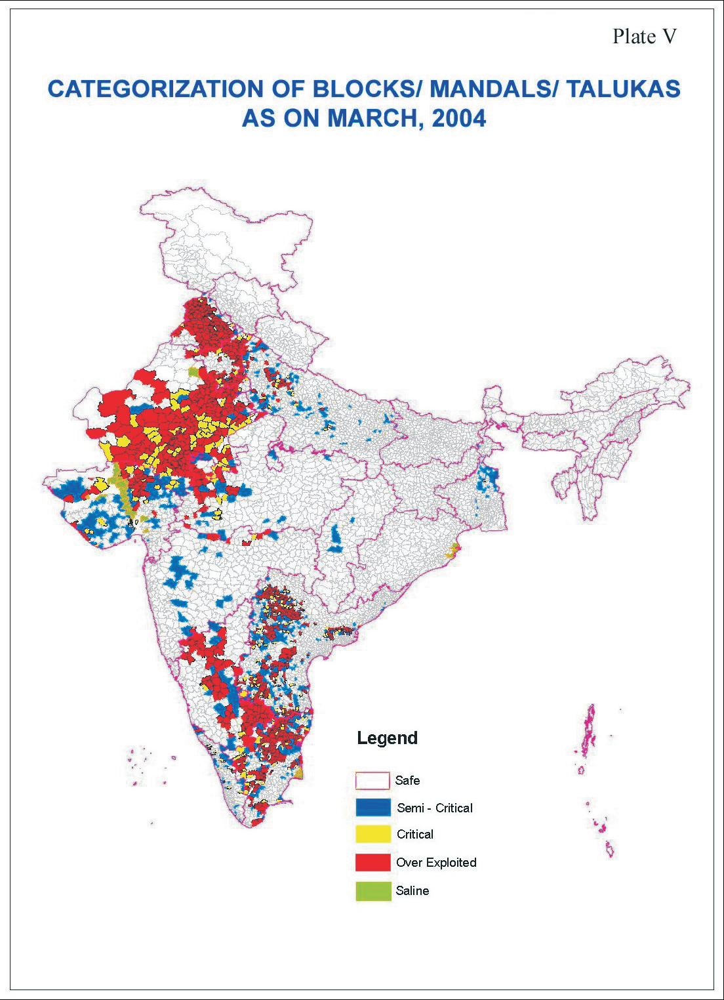 Plate V
CATEGORIZATION OF BLOCKS/ MANDALS/ TALUKAS
AS ON MARCH, 2004
Legend
Safe
Semi - Critical
Critical
Over Exploited
Saline